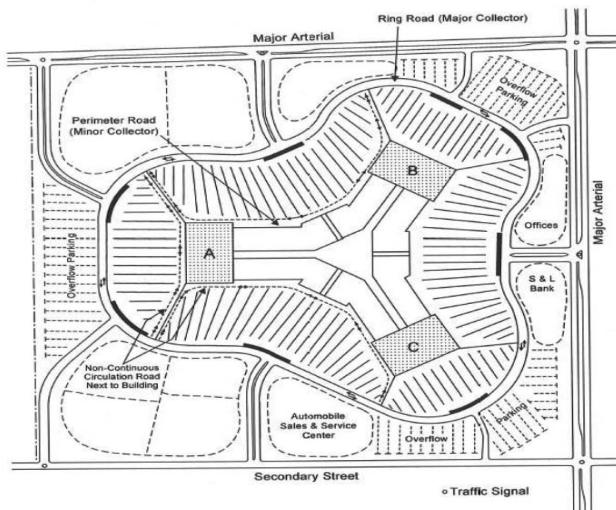 Major Arterial
Ring Road (Major Collector)
Overflow
Parking
Perimeter Road
(Minor Collector)
B
A
Overflow Parking
Major Arterial
Offices
S & L
Bank
C
Non-Continuous
Circulation Road
Next to Building
Automobile
Sales & Service
Center
Overflow
Parking
Secondary Street
Traffic Signal